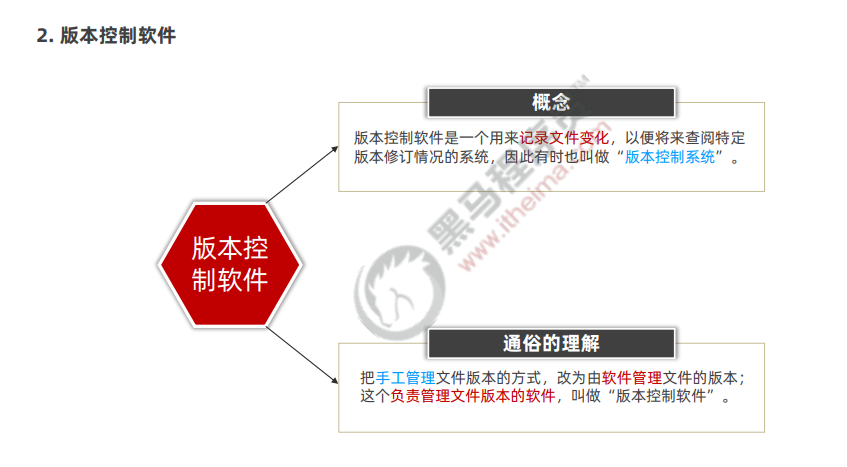 2. 版本控制软件
概念
版本控制软件是一个用来记录文件变化，以便将来查阅特定
版本修订情况的系统，因此有时也叫做“版本控制系统”。
版本控
制软件
通俗的理解
把手工管理文件版本的方式，改为由软件管理文件的版本；
这个负责管理文件版本的软件，叫做“版本控制软件”。
黑马程序员TM
www.itheima.com